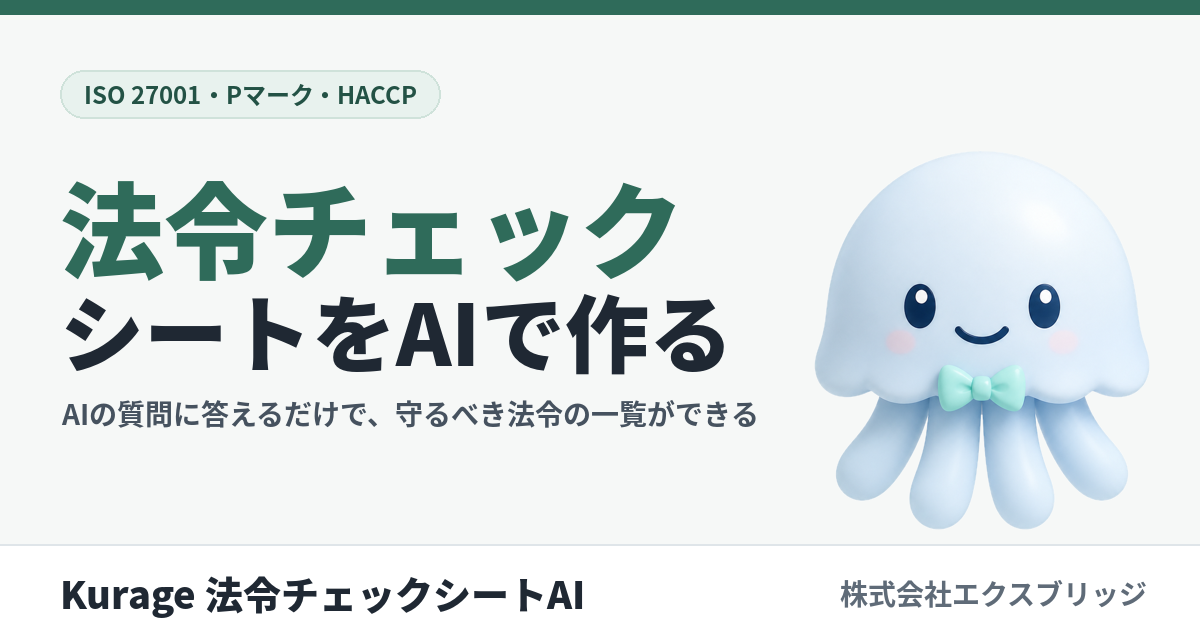 ISO 27001・Pマーク・HACCP
法令チェック
シートをAIで作る
AIの質問に答えるだけで、守るべき法令の一覧ができる
Kurage 法令チェックシートAI
株式会社エクスブリッジ